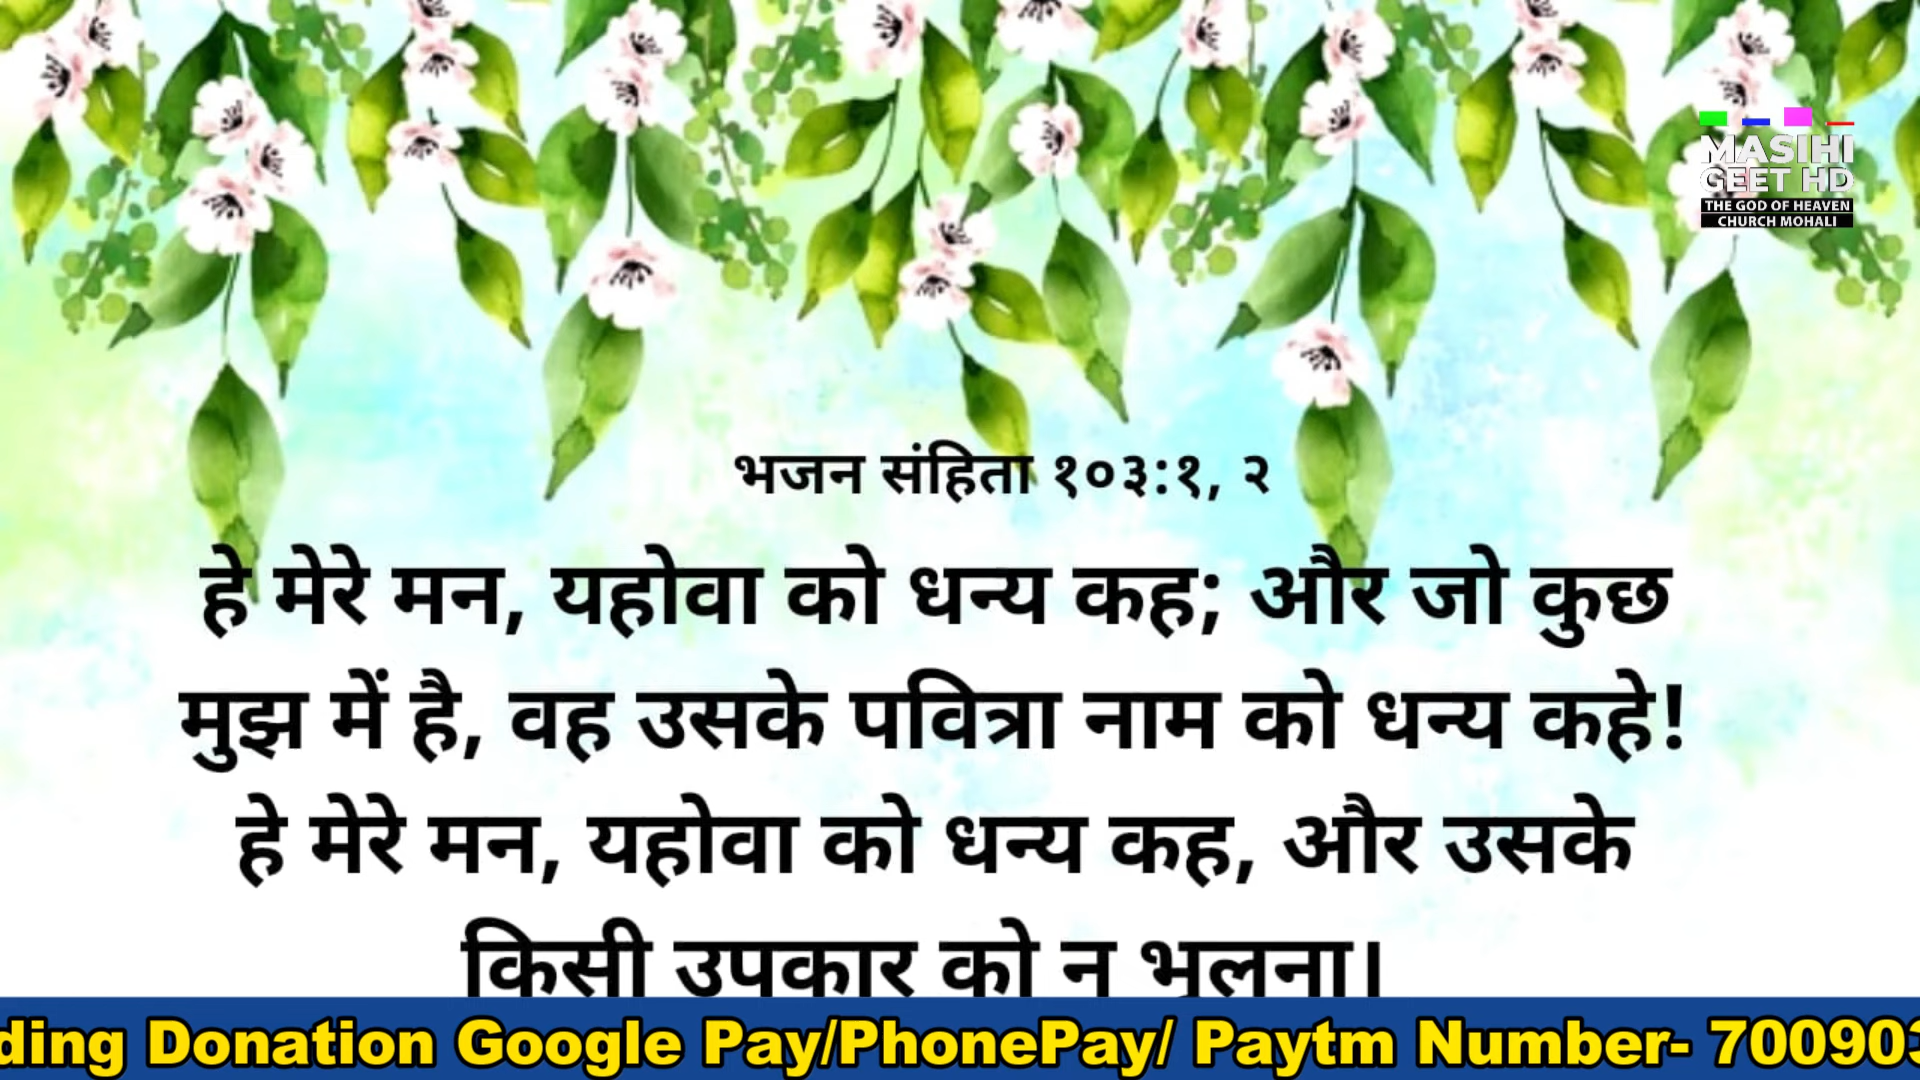 MASIHI
GEET HD
THE GOD OF HEAVEN
CHURCH MOHALI
भजन संहिता १०३:१, २
हे मेरे मन, यहोवा को धन्य कह; और जो कुछ
मुझ में है, वह उसके पवित्रा नाम को धन्य कहे!
हे मेरे मन, यहोवा को धन्य कह, और उसके
किसी उपकार को न भूलना।
ding Donation Google Pay/PhonePay/ Paytm Number- 700903